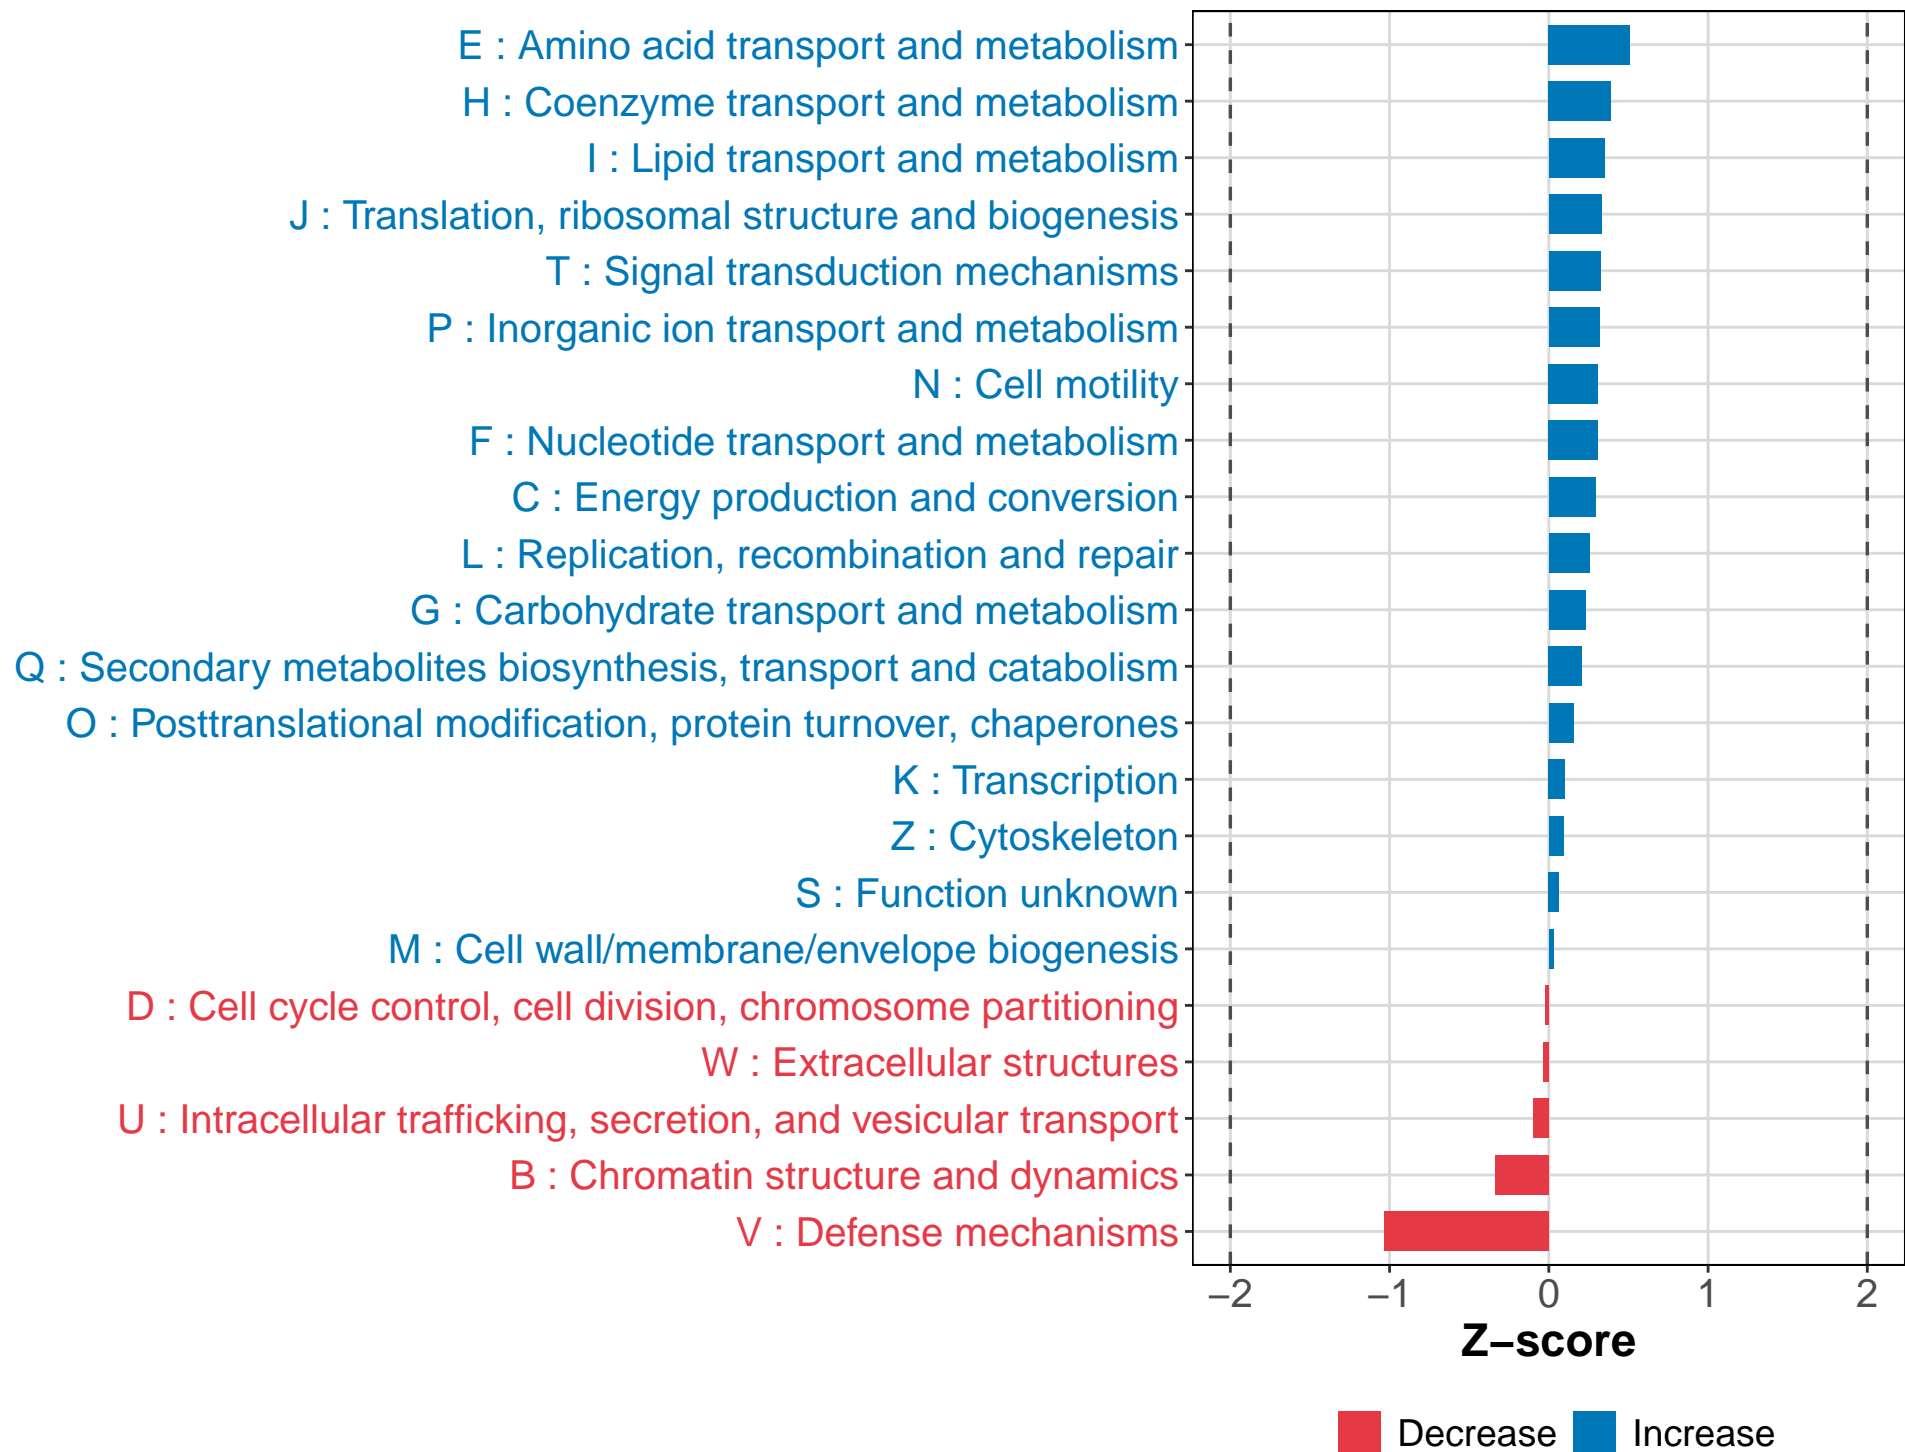 E : Amino acid transport and metabolism
H : Coenzyme transport and metabolism
I : Lipid transport and metabolism
J : Translation, ribosomal structure and biogenesis
T : Signal transduction mechanisms
P : Inorganic ion transport and metabolism
N : Cell motility
F : Nucleotide transport and metabolism
C : Energy production and conversion
L : Replication, recombination and repair
G : Carbohydrate transport and metabolism
Q : Secondary metabolites biosynthesis, transport and catabolism
O : Posttranslational modification, protein turnover, chaperones
K : Transcription
Z : Cytoskeleton
S : Function unknown
M : Cell wall/membrane/envelope biogenesis
D : Cell cycle control, cell division, chromosome partitioning
W : Extracellular structures
U : Intracellular trafficking, secretion, and vesicular transport
B : Chromatin structure and dynamics
V : Defense mechanisms
−2 −1 0 1 2
Z−score
Decrease Increase